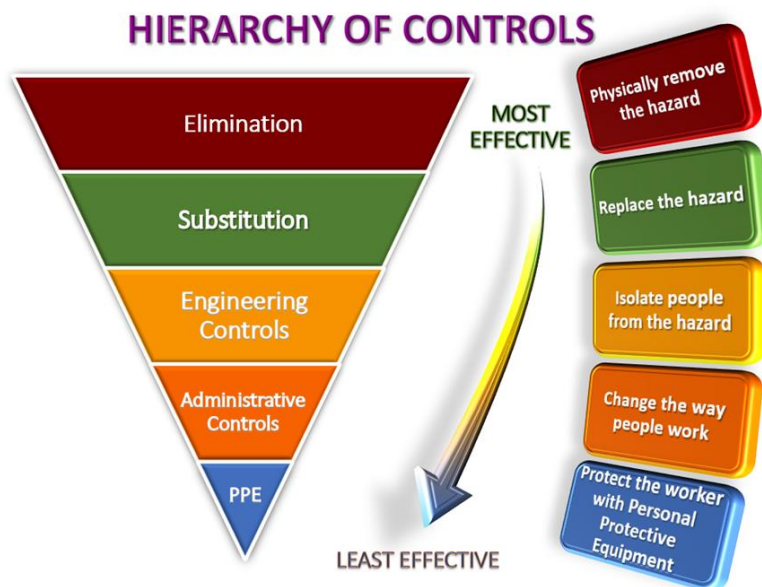 HIERARCHY OF CONTROLS
Elimination
Substitution
Engineering
Controls
Administrative
Controls
PPE
MOST
EFFECTIVE
LEAST EFFECTIVE
Physically remove
the hazard
Replace the hazard
Isolate people
from the hazard
Change the way
people work
Protect the worker
with Personal
Protective
Equipment